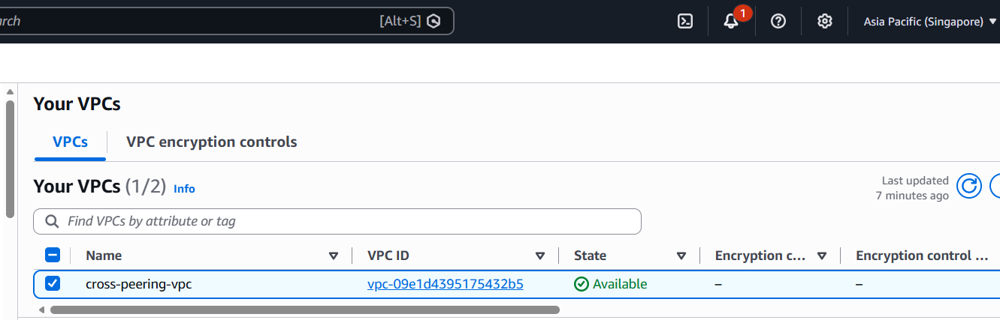 rch [Alt+S] 1 Asia Pacific (Singapore)
Your VPCs
VPCs VPC encryption controls
Your VPCs (1/2) Info
Last updated
7 minutes ago
Find VPCs by attribute or tag
Name VPC ID State Encryption c... Encryption control ...
cross-peering-vpc vpc-09e1d4395175432b5 Available – –